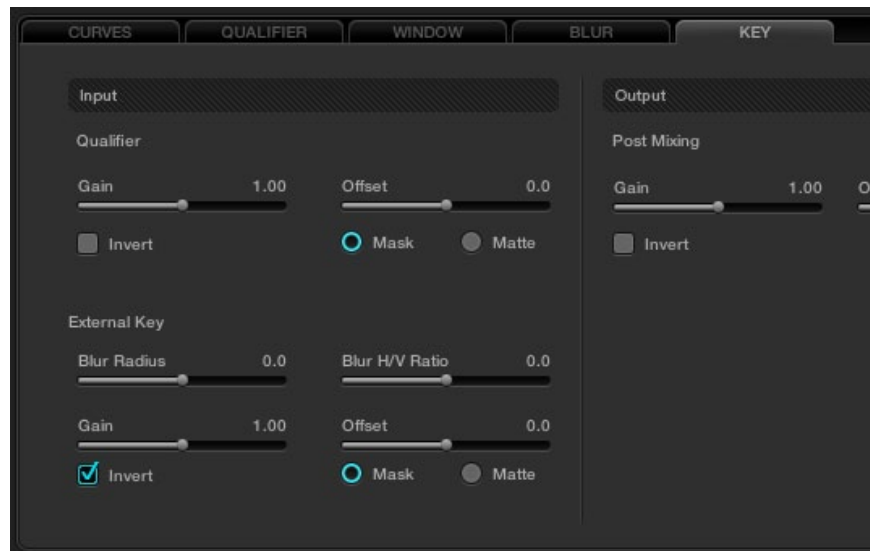 CURVES QUALIFIER WINDOW BLUR KEY
Input Output
Qualifier Post Mixing
Gain 1.00 Offset 0.0 Gain 1.00 O
Invert Mask Matte Invert
External Key
Blur Radius 0.0 Blur H/V Ratio 0.0
Gain 1.00 Offset 0.0
Invert Mask Matte